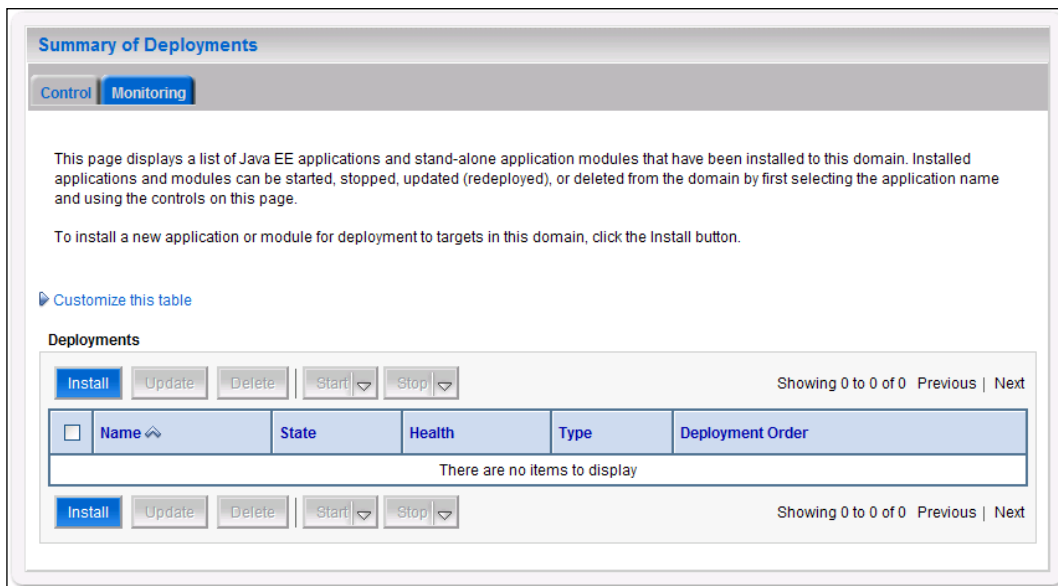 Summary of Deployments
Control Monitoring
This page displays a list of Java EE applications and stand-alone application modules that have been installed to this domain. Installed
applications and modules can be started, stopped, updated (redeployed), or deleted from the domain by first selecting the application name
and using the controls on this page.
To install a new application or module for deployment to targets in this domain, click the Install button.
Customize this table
Deployments
Install Update Delete Start Stop Showing 0 to 0 of 0 Previous | Next
Name State Health Type Deployment Order
There are no items to display
Install Update Delete Start Stop Showing 0 to 0 of 0 Previous | Next